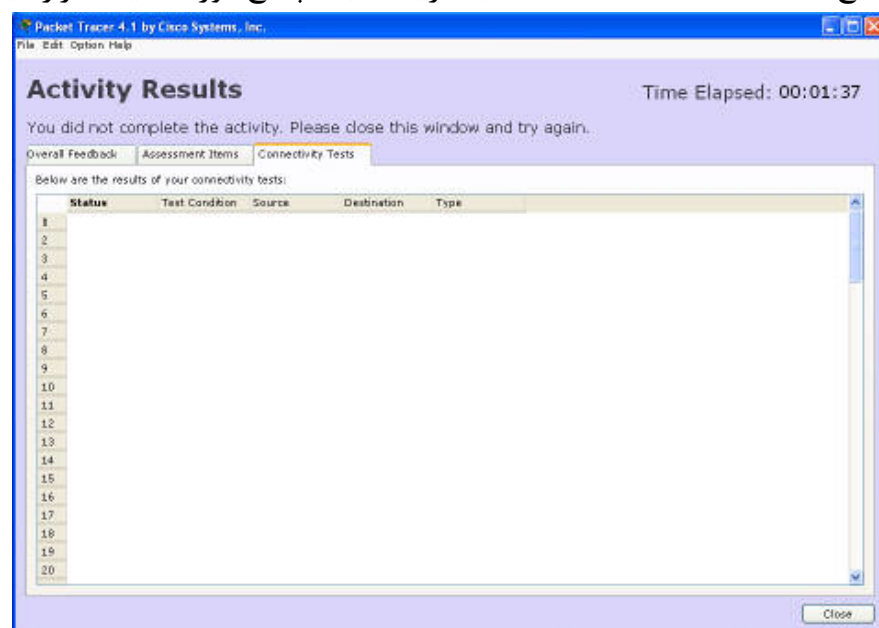 Packet Tracer 4.1 by Cisco Systems, Inc.
File Edit Option Help
Activity Results
Time Elapsed: 00:01:37
You did not complete the activity. Please close this window and try again.
Overall Feedback Assessment Items Connectivity Tests
Below are the results of your connectivity tests:
Status Test Condition Source Destination Type
1
2
3
4
5
6
7
8
9
10
11
12
13
14
15
16
17
18
19
20
Close